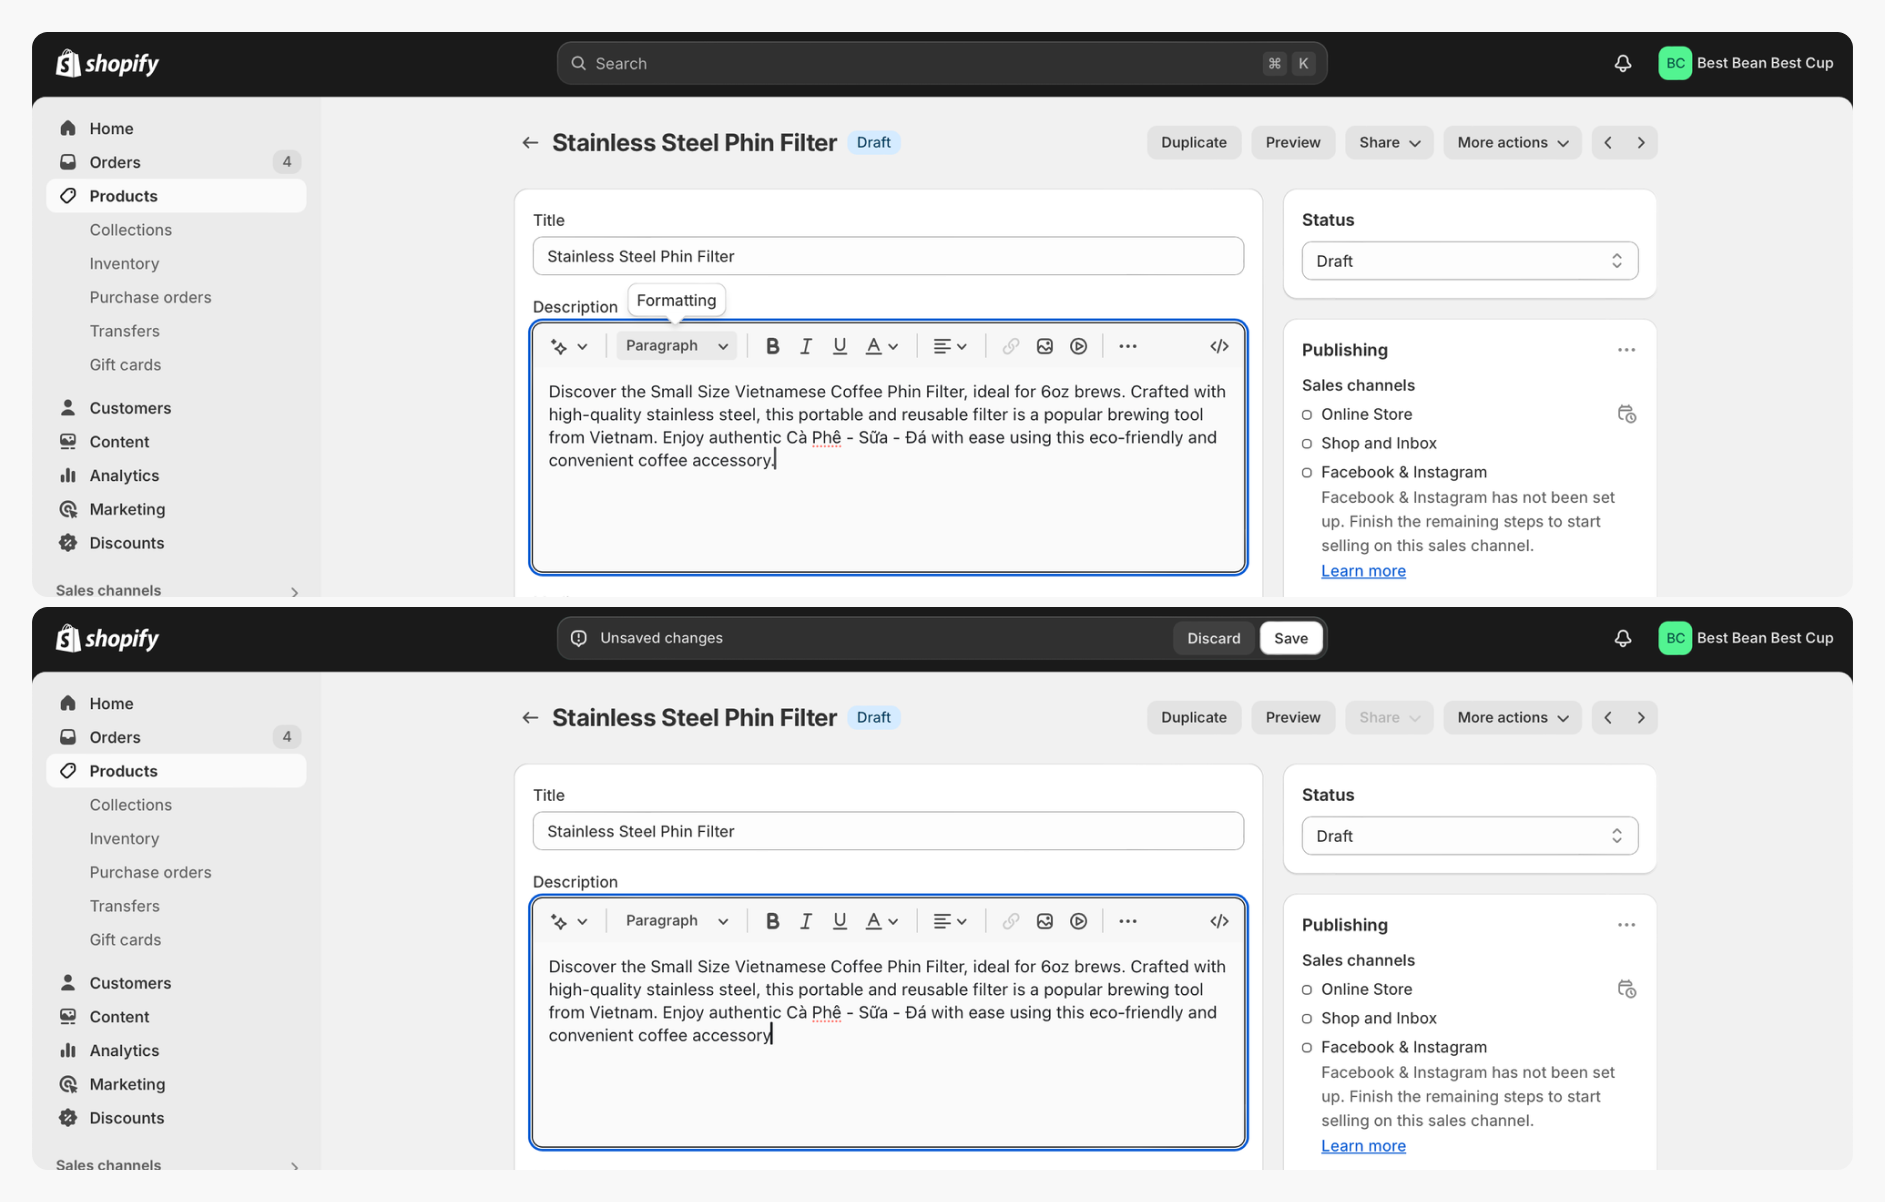 shopify
Search
⌘ K
BC Best Bean Best Cup
Home
Orders 4
Products
Collections
Inventory
Purchase orders
Transfers
Gift cards
Customers
Content
Analytics
Marketing
Discounts
Sales channels
Stainless Steel Phin Filter Draft
Duplicate Preview Share More actions
Title
Stainless Steel Phin Filter
Description
Formatting
Paragraph B I U A
Discover the Small Size Vietnamese Coffee Phin Filter, ideal for 6oz brews. Crafted with
high-quality stainless steel, this portable and reusable filter is a popular brewing tool
from Vietnam. Enjoy authentic Cà Phê - Sữa - Đá with ease using this eco-friendly and
convenient coffee accessory.
Status
Draft
Publishing
Sales channels
Online Store
Shop and Inbox
Facebook & Instagram
Facebook & Instagram has not been set
up. Finish the remaining steps to start
selling on this sales channel.
Learn more
shopify
Unsaved changes
Discard Save
BC Best Bean Best Cup
Home
Orders 4
Products
Collections
Inventory
Purchase orders
Transfers
Gift cards
Customers
Content
Analytics
Marketing
Discounts
Sales channels
Stainless Steel Phin Filter Draft
Duplicate Preview Share More actions
Title
Stainless Steel Phin Filter
Description
Paragraph B I U A
Discover the Small Size Vietnamese Coffee Phin Filter, ideal for 6oz brews. Crafted with
high-quality stainless steel, this portable and reusable filter is a popular brewing tool
from Vietnam. Enjoy authentic Cà Phê - Sữa - Đá with ease using this eco-friendly and
convenient coffee accessory
Status
Draft
Publishing
Sales channels
Online Store
Shop and Inbox
Facebook & Instagram
Facebook & Instagram has not been set
up. Finish the remaining steps to start
selling on this sales channel.
Learn more